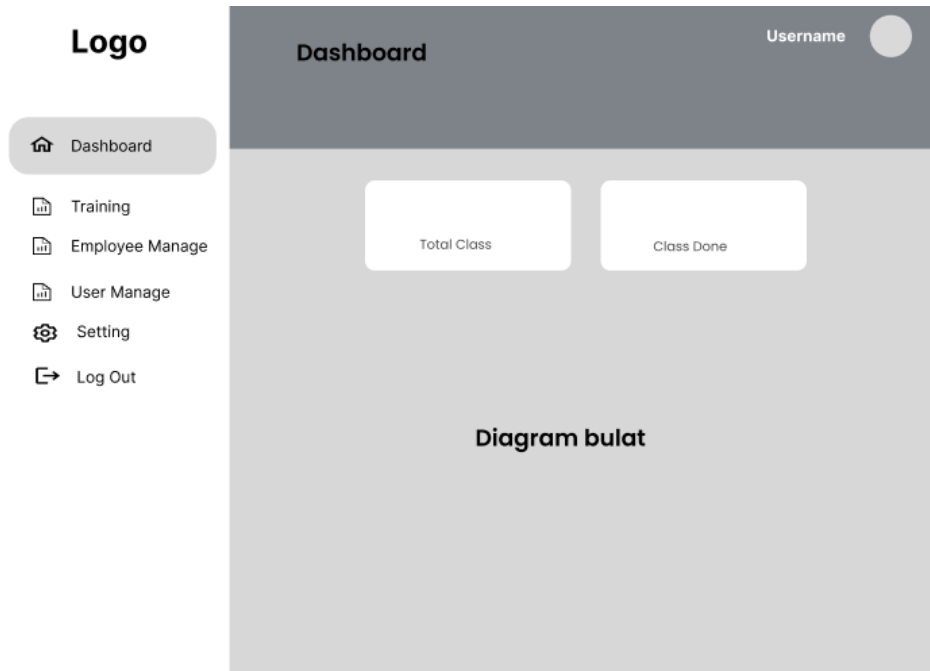 Logo
Dashboard
Training
Employee Manage
User Manage
Setting
Log Out
Dashboard
Username
Total Class
Class Done
Diagram bulat